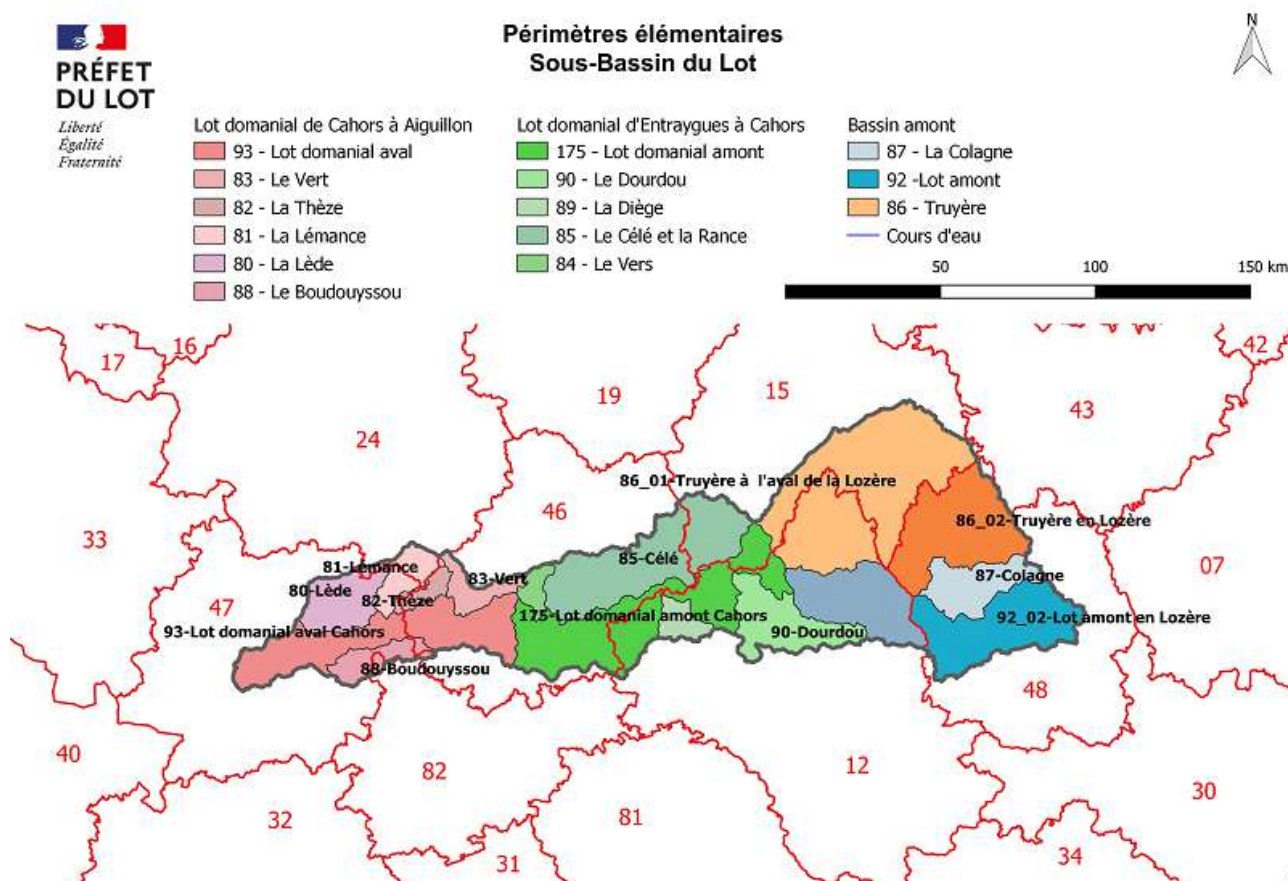 Périmètres élémentaires
Sous-Bassin du Lot
N
PRÉFET
DU LOT
Liberté
Égalité
Fraternité
Lot domanial de Cahors à Aiguillon
93 - Lot domanial aval
83 - Le Vert
82 - La Thèze
81 - La Lémance
80 - La Lède
88 - Le Boudouyssou
Lot domanial d'Entraygues à Cahors
175 - Lot domanial amont
90 - Le Dourdou
89 - La Diège
85 - Le Célé et la Rance
84 - Le Vers
Bassin amont
87 - La Colagne
92 -Lot amont
86 - Truyère
Cours d'eau
50
100
150 km
17
16
19
15
42
43
24
86_01-Truyère à l'aval de la Lozère
46
86_02-Truyère en Lozère
33
85-Célé
07
81-Lémance
83-Vert
87-Colagne
80-Lède
82-Thèze
47
175-Lot domanial amont Cahors
92_02-Lot amont en Lozère
93-Lot domanial aval Cahors
90-Dourdou
88-Boudouyssou
48
40
82
12
30
32
81
31
34